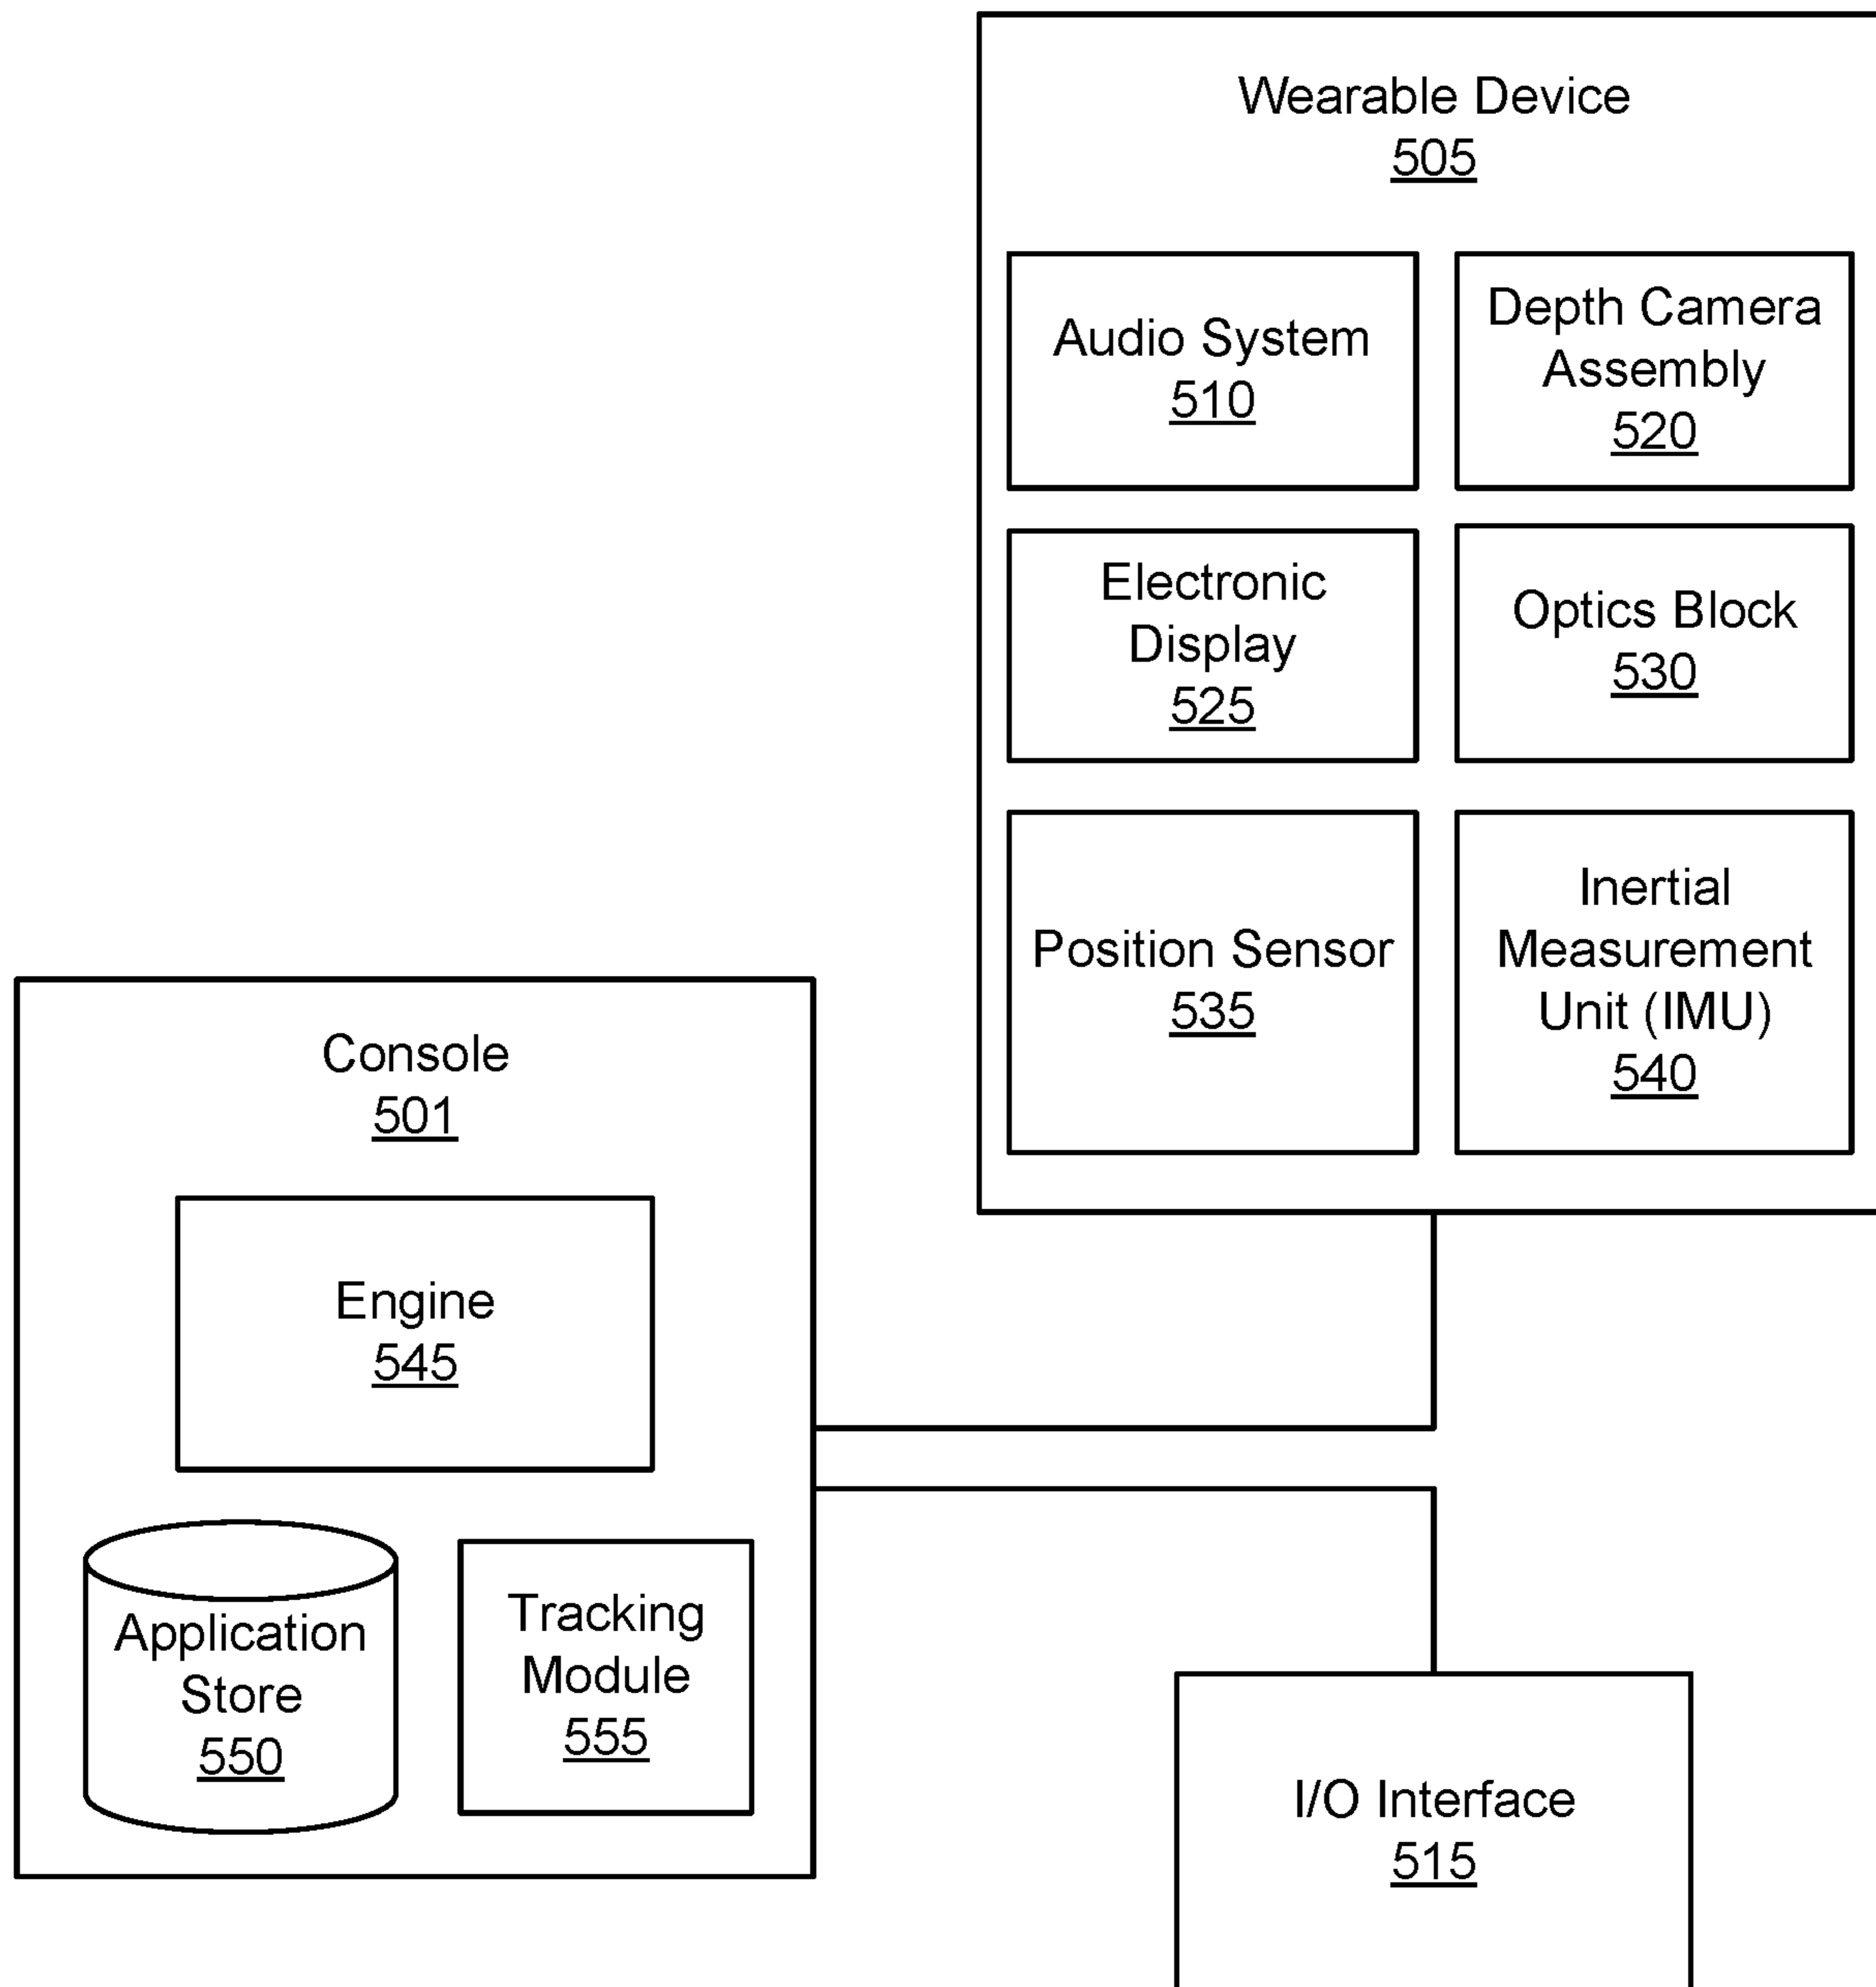 Wearable Device
505
Audio System
510
Depth Camera
Assembly
520
Electronic
Display
525
Optics Block
530
Position Sensor
535
Inertial
Measurement
Unit (IMU)
540
Console
501
Engine
545
Application
Store
550
Tracking
Module
555
I/O Interface
515